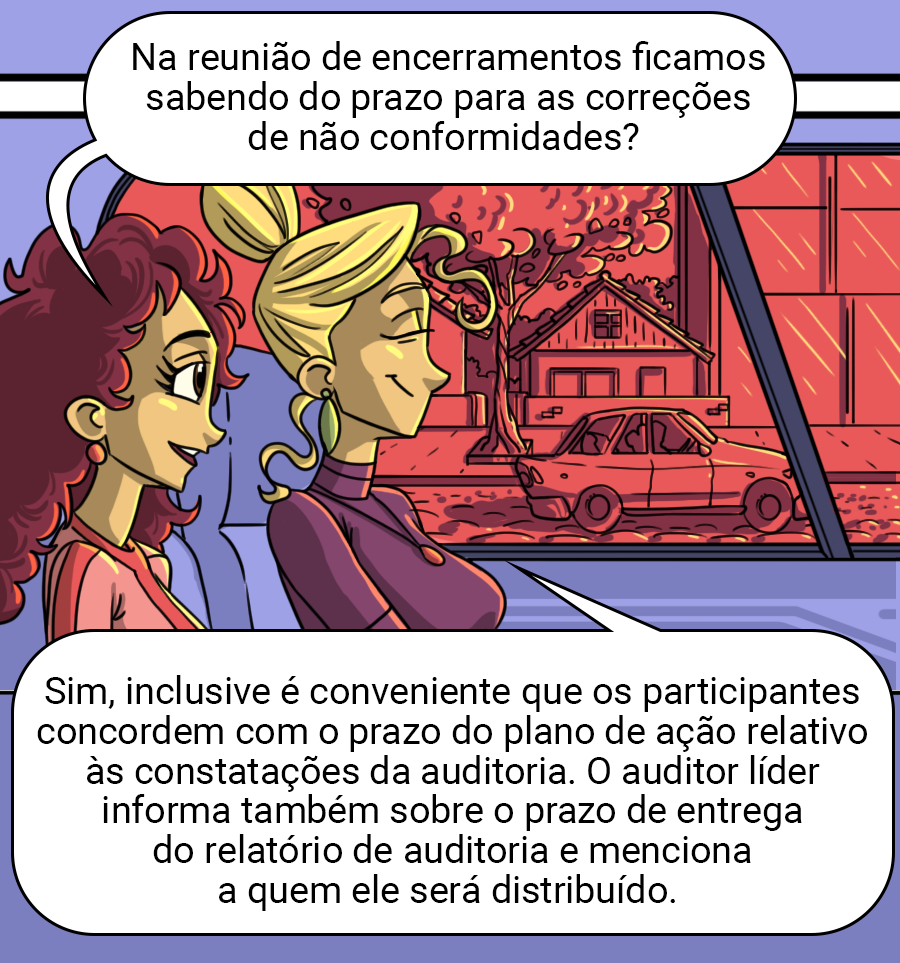 Na reunião de encerramentos ficamos
sabendo do prazo para as correções
de não conformidades?
Sim, inclusive é conveniente que os participantes
concordem com o prazo do plano de ação relativo
às constatações da auditoria. O auditor líder
informa também sobre o prazo de entrega
do relatório de auditoria e menciona
a quem ele será distribuído.